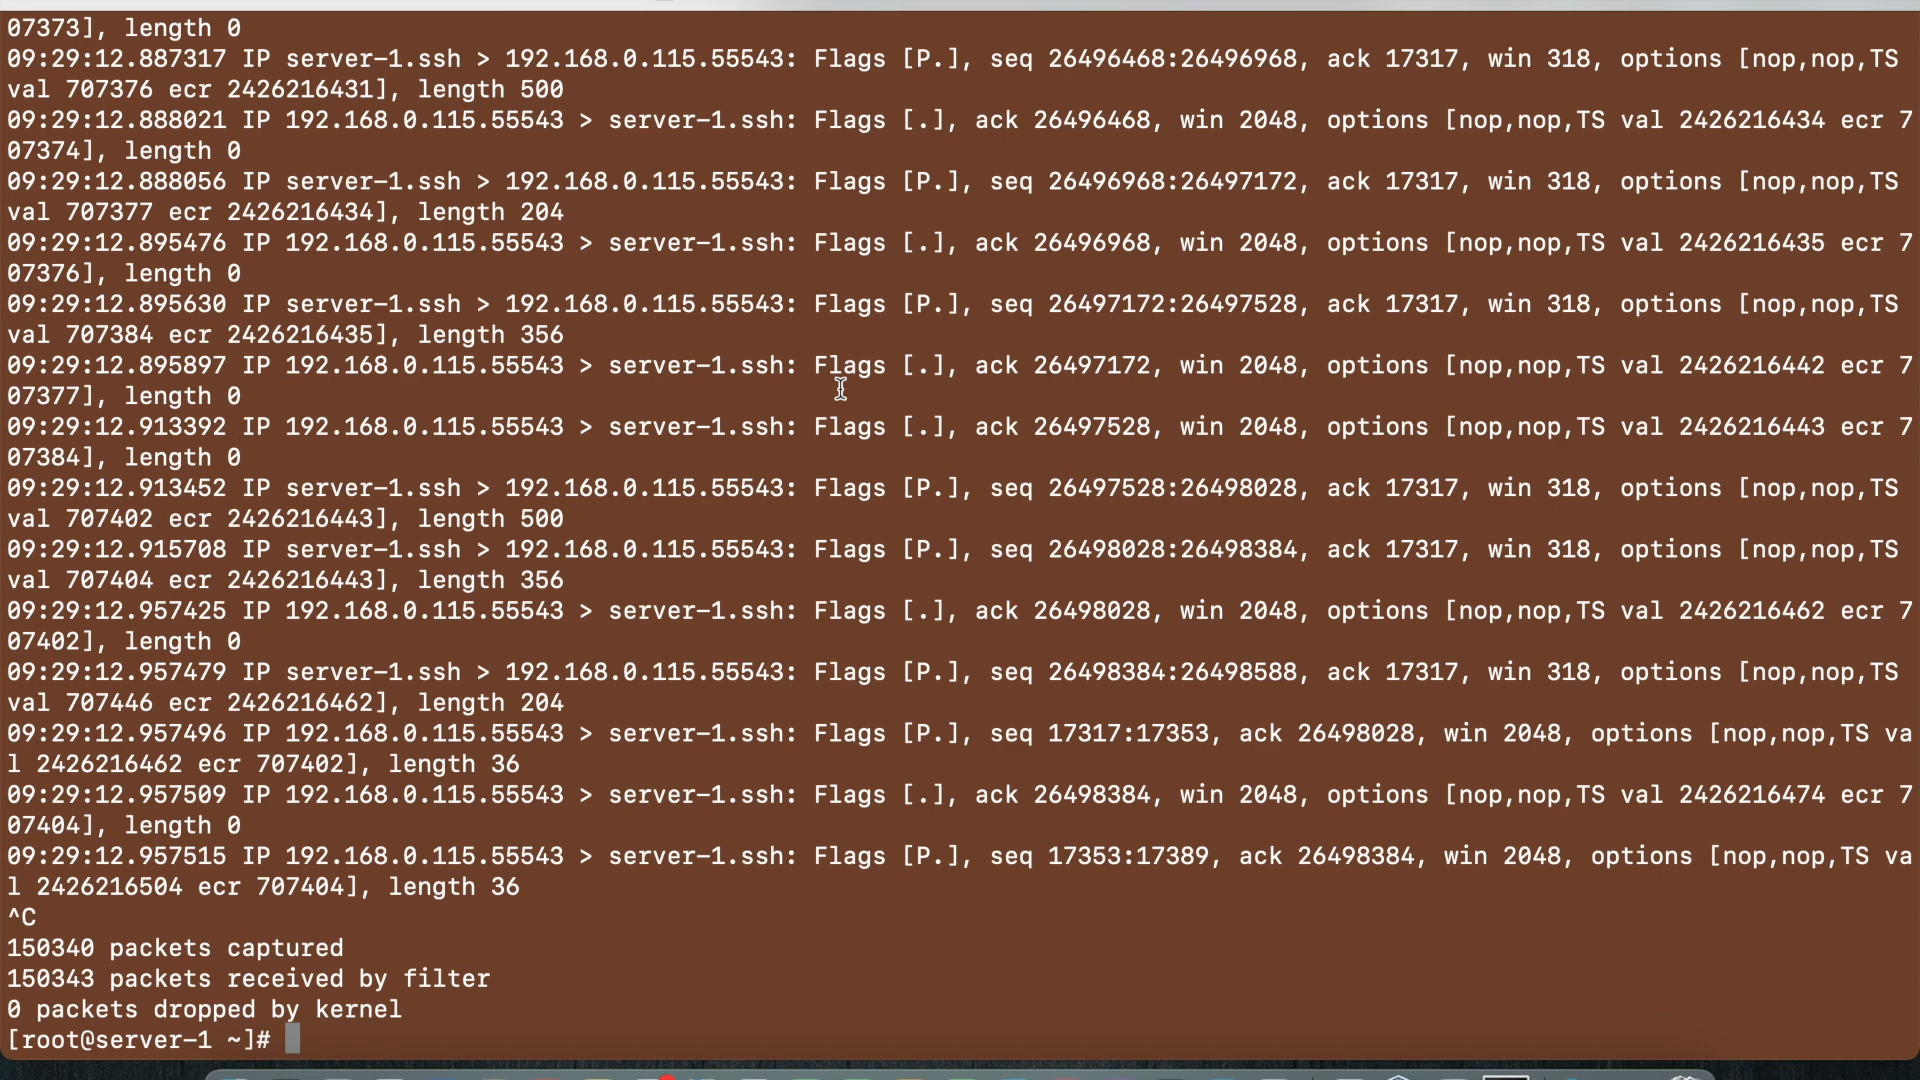 07373], length 0
09:29:12.887317 IP server-1.ssh > 192.168.0.115.55543: Flags [P.], seq 26496468:26496968, ack 17317, win 318, options [nop,nop,TS
val 707376 ecr 2426216431], length 500
09:29:12.888021 IP 192.168.0.115.55543 > server-1.ssh: Flags [.], ack 26496468, win 2048, options [nop,nop,TS val 2426216434 ecr 7
07374], length 0
09:29:12.888056 IP server-1.ssh > 192.168.0.115.55543: Flags [P.], seq 26496968:26497172, ack 17317, win 318, options [nop,nop,TS
val 707377 ecr 2426216434], length 204
09:29:12.895476 IP 192.168.0.115.55543 > server-1.ssh: Flags [.], ack 26496968, win 2048, options [nop,nop,TS val 2426216435 ecr 7
07376], length 0
09:29:12.895630 IP server-1.ssh > 192.168.0.115.55543: Flags [P.], seq 26497172:26497528, ack 17317, win 318, options [nop,nop,TS
val 707384 ecr 2426216435], length 356
09:29:12.895897 IP 192.168.0.115.55543 > server-1.ssh: Flags [.], ack 26497172, win 2048, options [nop,nop,TS val 2426216442 ecr 7
07377], length 0
09:29:12.913392 IP 192.168.0.115.55543 > server-1.ssh: Flags [.], ack 26497528, win 2048, options [nop,nop,TS val 2426216443 ecr 7
07384], length 0
09:29:12.913452 IP server-1.ssh > 192.168.0.115.55543: Flags [P.], seq 26497528:26498028, ack 17317, win 318, options [nop,nop,TS
val 707402 ecr 2426216443], length 500
09:29:12.915708 IP server-1.ssh > 192.168.0.115.55543: Flags [P.], seq 26498028:26498384, ack 17317, win 318, options [nop,nop,TS
val 707404 ecr 2426216443], length 356
09:29:12.957425 IP 192.168.0.115.55543 > server-1.ssh: Flags [.], ack 26498028, win 2048, options [nop,nop,TS val 2426216462 ecr 7
07402], length 0
09:29:12.957479 IP server-1.ssh > 192.168.0.115.55543: Flags [P.], seq 26498384:26498588, ack 17317, win 318, options [nop,nop,TS
val 707446 ecr 2426216462], length 204
09:29:12.957496 IP 192.168.0.115.55543 > server-1.ssh: Flags [P.], seq 17317:17353, ack 26498028, win 2048, options [nop,nop,TS va
l 2426216462 ecr 707402], length 36
09:29:12.957509 IP 192.168.0.115.55543 > server-1.ssh: Flags [.], ack 26498384, win 2048, options [nop,nop,TS val 2426216474 ecr 7
07404], length 0
09:29:12.957515 IP 192.168.0.115.55543 > server-1.ssh: Flags [P.], seq 17353:17389, ack 26498384, win 2048, options [nop,nop,TS va
l 2426216504 ecr 707404], length 36
^C
150340 packets captured
150343 packets received by filter
0 packets dropped by kernel
[root@server-1 ~]#